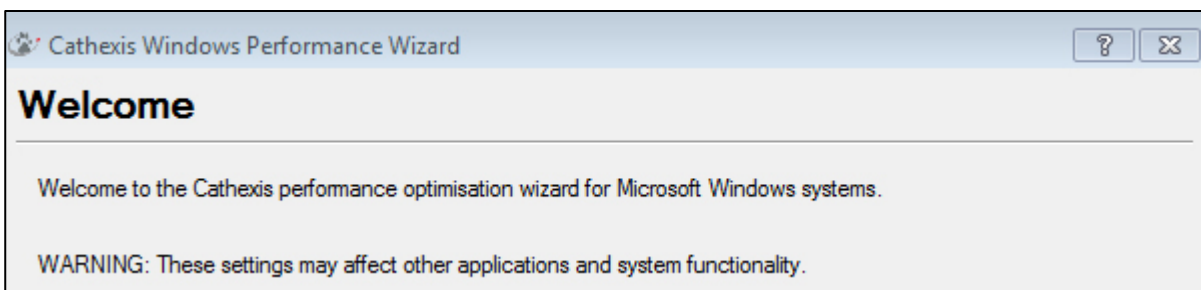 Cathexis Windows Performance Wizard
Welcome
Welcome to the Cathexis performance optimisation wizard for Microsoft Windows systems.
WARNING: These settings may affect other applications and system functionality.